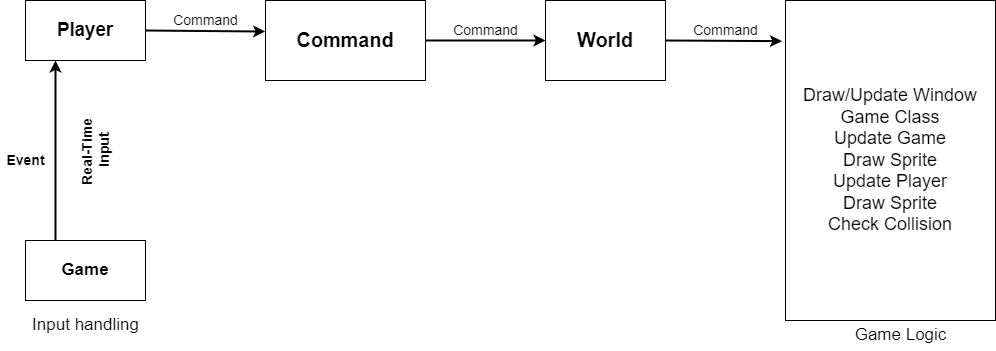 Player
Command
Command
Command
World
Command
Draw/Update Window
Game Class
Update Game
Draw Sprite
Update Player
Draw Sprite
Check Collision
Event
Real-Time
Input
Game
Input handling
Game Logic